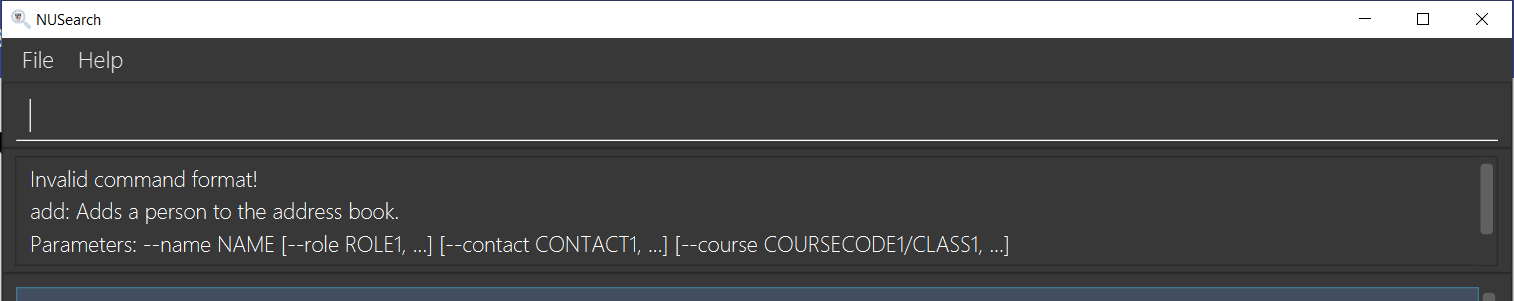 NUSearch
File Help
Invalid command format!
add: Adds a person to the address book.
Parameters: --name NAME [--role ROLE1, ...] [--contact CONTACT1, ...] [--course COURSECODE1/CLASS1, ...]